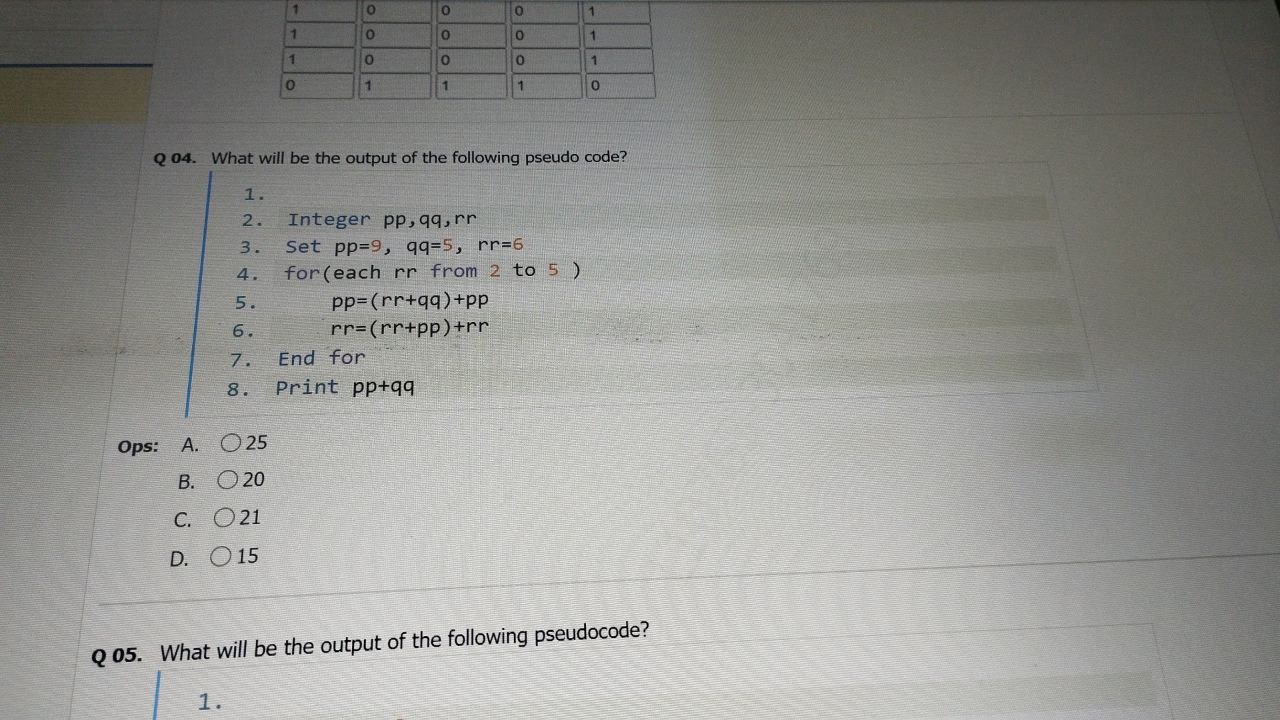 1 0 0 0 1
1 0 0 0 1
1 0 0 0 1
0 1 1 1 0
Q 04. What will be the output of the following pseudo code?
1.
2. Integer pp,qq,rr
3. Set pp=9, qq=5, rr=6
4. for(each rr from 2 to 5 )
5. pp=(rr+qq)+pp
6. rr=(rr+pp)+rr
7. End for
8. Print pp+qq
Ops: A. 25
B. 20
C. 21
D. 15
Q 05. What will be the output of the following pseudocode?
1.